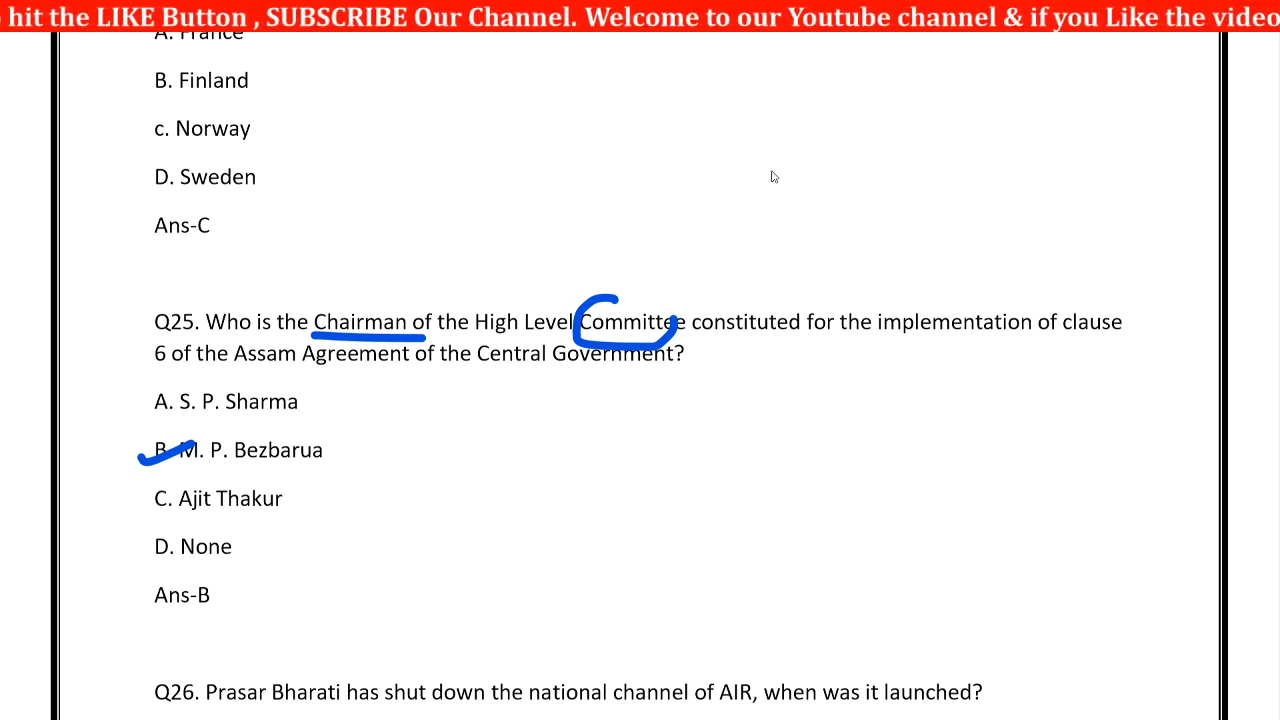 hit the LIKE Button , SUBSCRIBE Our Channel. Welcome to our Youtube channel & if you Like the video
A. France
B. Finland
c. Norway
D. Sweden
Ans-C
Q25. Who is the Chairman of the High Level Committee constituted for the implementation of clause
6 of the Assam Agreement of the Central Government?
A. S. P. Sharma
B. M. P. Bezbarua
C. Ajit Thakur
D. None
Ans-B
Q26. Prasar Bharati has shut down the national channel of AIR, when was it launched?